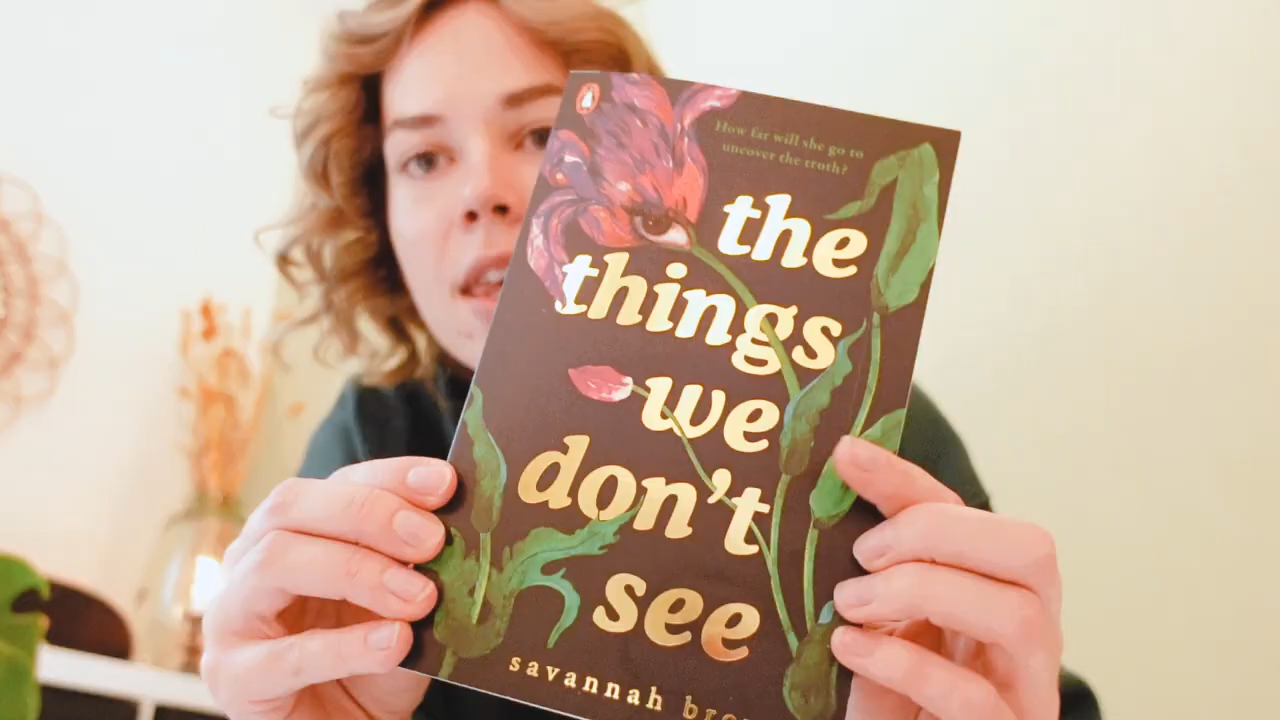 How far will she go to
uncover the truth?
the
things
we
don't
see
savannah